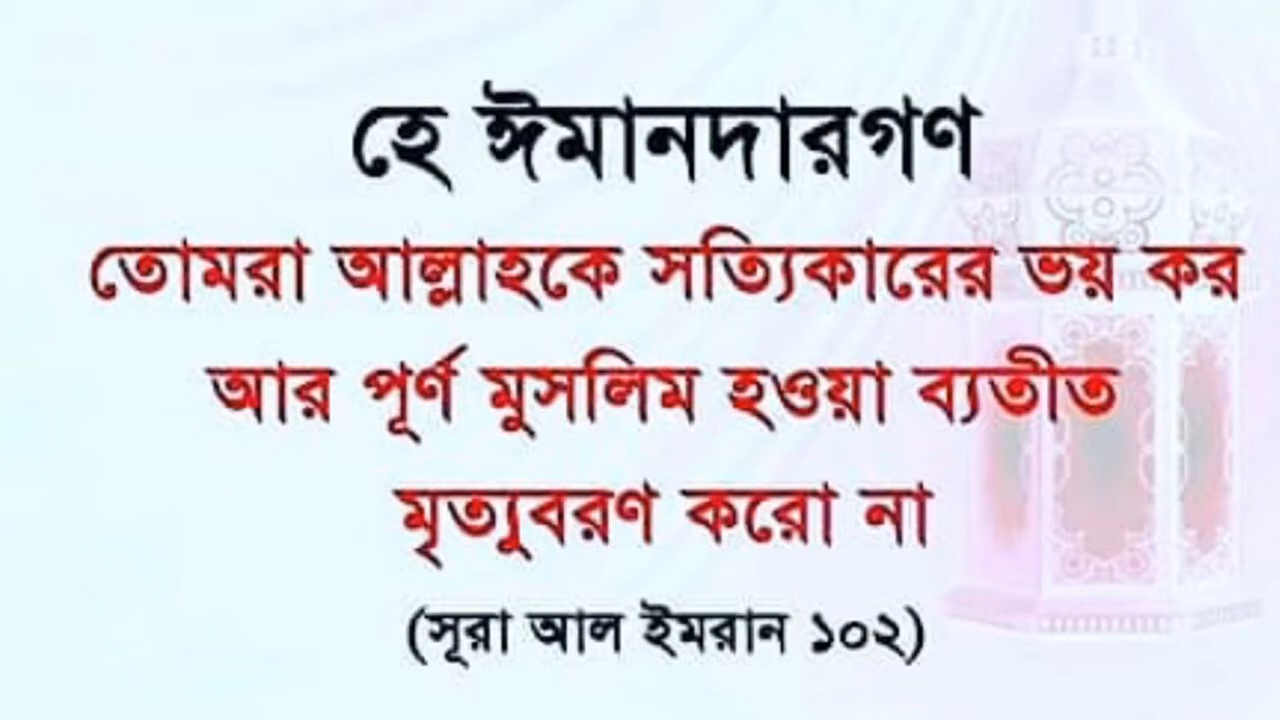 হে ঈমানদারগণ
তোমরা আল্লাহকে সত্যিকারের ভয় কর
আর পূর্ণ মুসলিম হওয়া ব্যতীত
মৃত্যুবরণ করো না
(সূরা আল ইমরান ১০২)